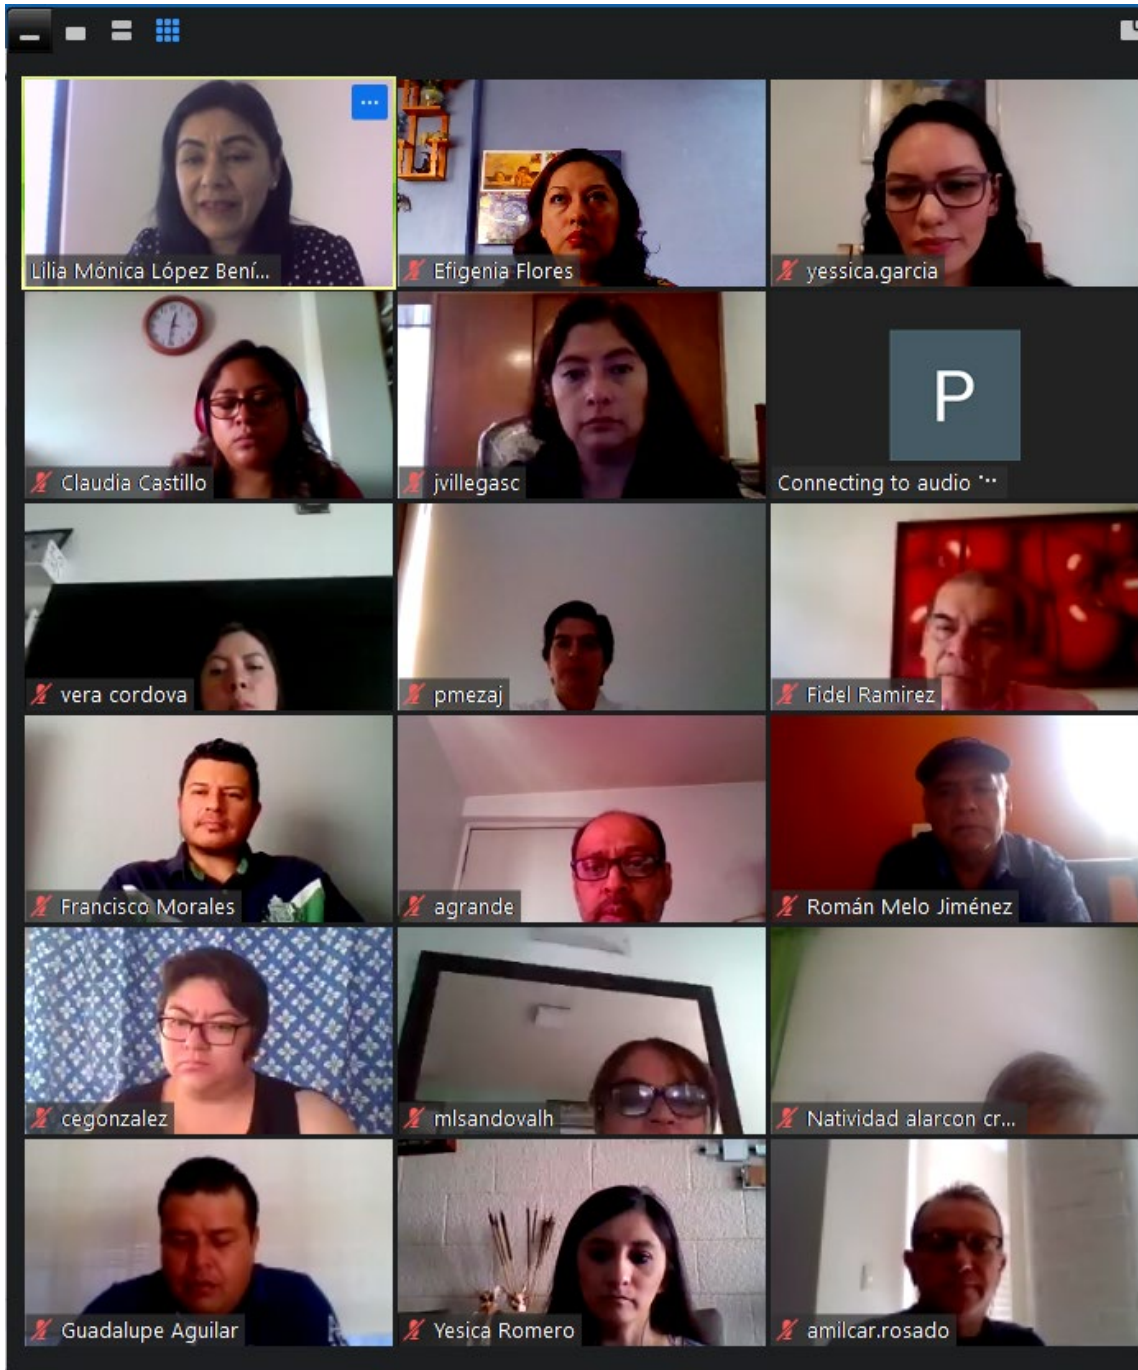 Lilia Mónica López Bení...
Efigenia Flores
yessica.garcia
Claudia Castillo
jvillegasc
P
Connecting to audio ...
vera cordova
pmezaj
Fidel Ramirez
Francisco Morales
agrande
Román Melo Jiménez
cegonzalez
mlsandovalh
Natividad alarcon cr...
Guadalupe Aguilar
Yesica Romero
amilcar.rosado